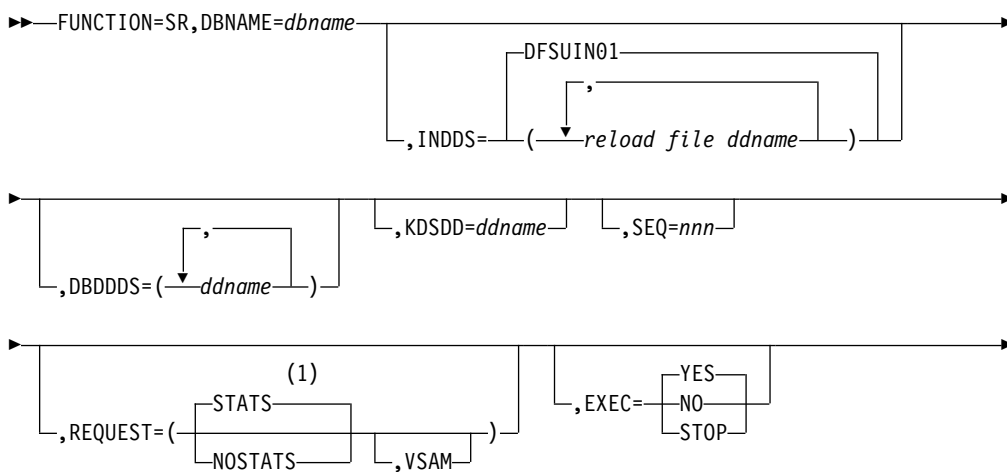 FUNCTION=SR,DBNAME=dbname
DFSUIN01
,
,INDDS= ( reload file ddname )
,
,DBDDDS=( ddname )
,KDSDD=ddname
,SEQ=nnn
(1)
STATS
,REQUEST=( )
NOSTATS ,VSAM
YES
,EXEC= NO
STOP